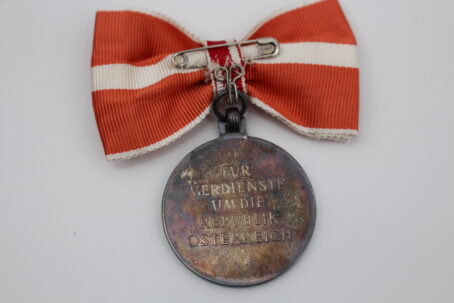 FÜR
VERDIENSTE
UM DIE
REPUBLIK
ÖSTERREICH